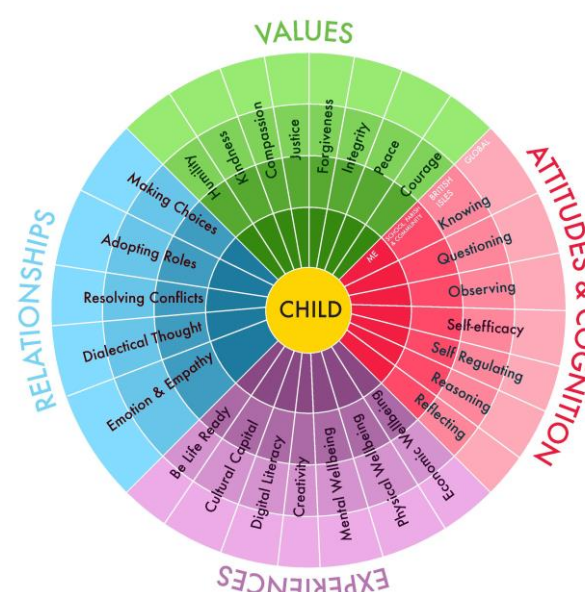 VALUES
Humility
Kindness
Compassion
Justice
Forgiveness
Integrity
Peace
Courage
ATTITUDES & COGNITION
GLOBAL
BRITISH
ISLES
SCHOOL PARISH
& COMMUNITY
ME
Knowing
Questioning
Observing
Self-efficacy
Self Regulating
Reasoning
Reflecting
EXPERIENCES
Economic Wellbeing
Physical Wellbeing
Mental Wellbeing
Creativity
Digital Literacy
Cultural Capital
Be Life Ready
RELATIONSHIPS
Making Choices
Adopting Roles
Resolving Conflicts
Dialectical Thought
Emotion & Empathy
CHILD